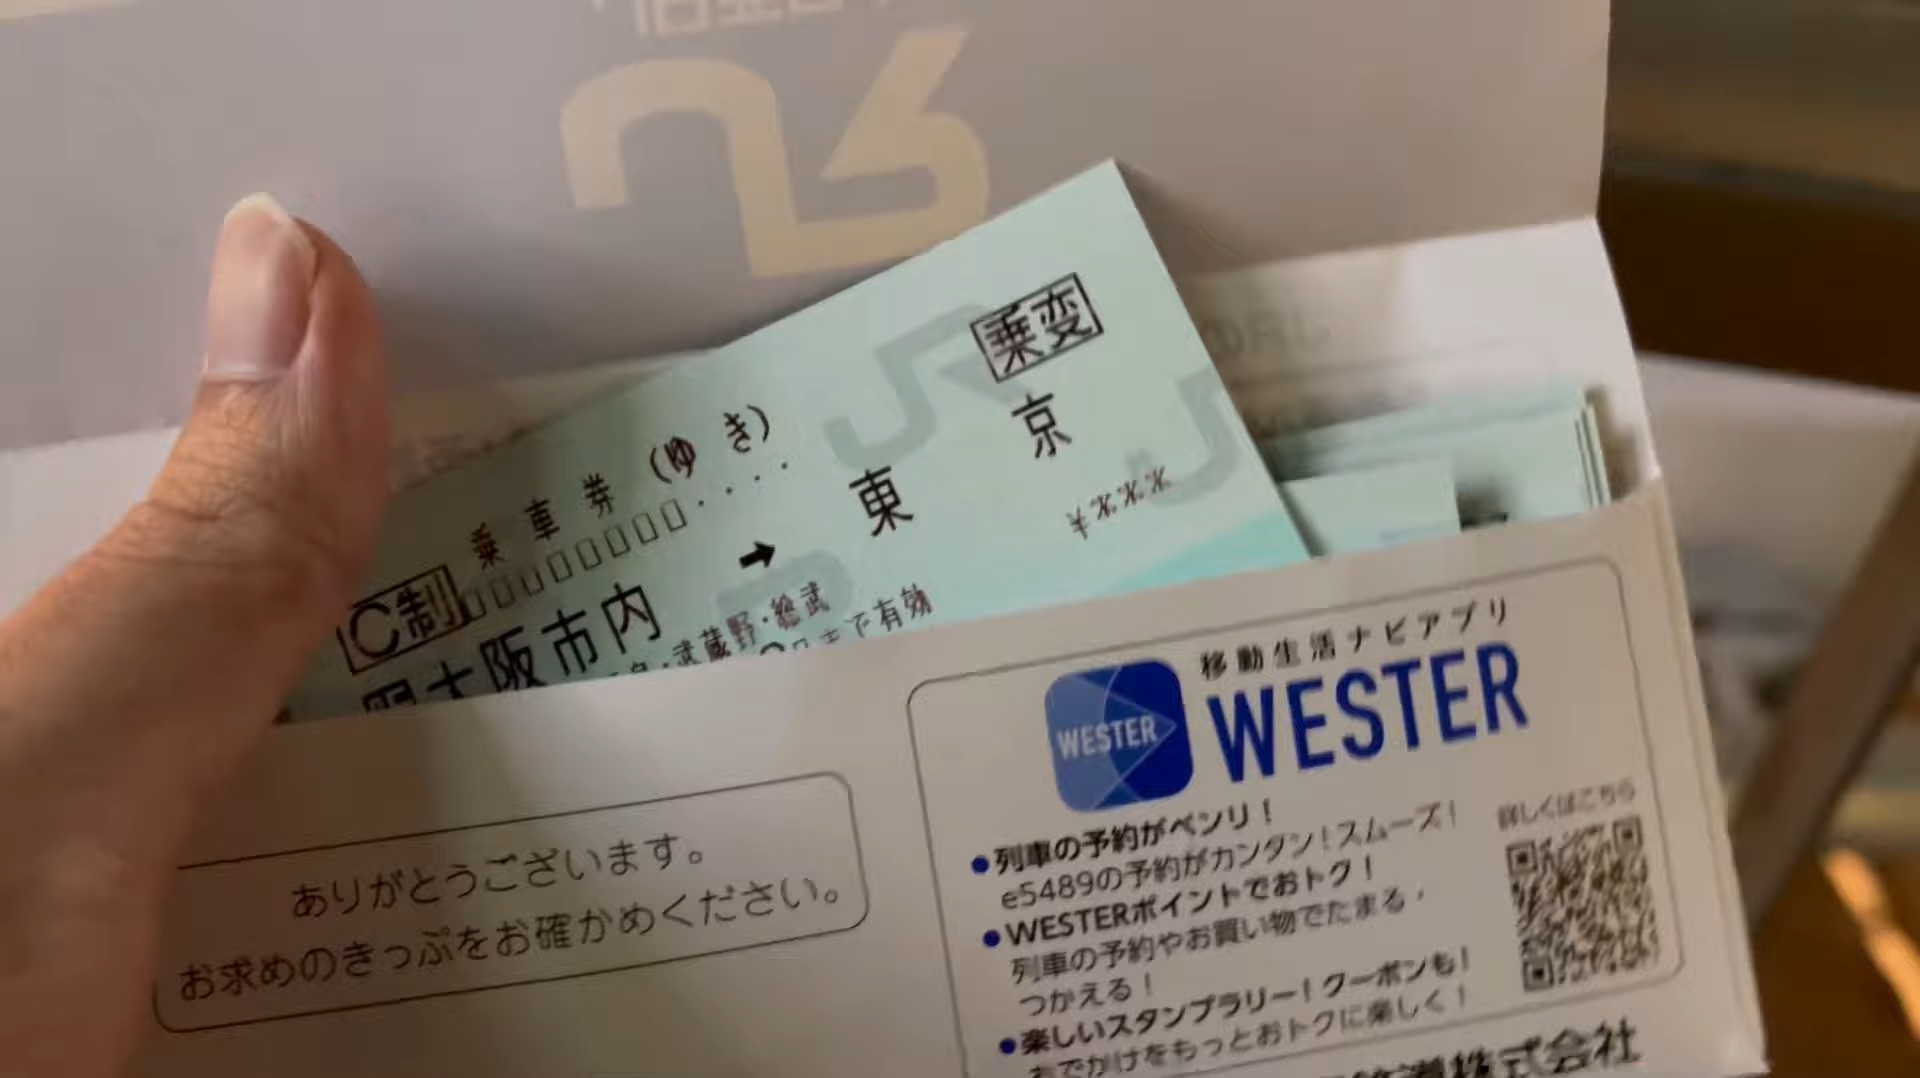 JR
乗変
乗車券(ゆき)
C制
大阪市内 → 東京
¥***
武蔵野・総武
有効
移動生活ナビアプリ
WESTER
WESTER
●列車の予約がベンリ!
e5489の予約がカンタン!スムーズ!
●WESTERポイントでおトク!
列車の予約やお買い物でたまる・
つかえる!
●楽しいスタンプラリー!クーポンも!
おでかけをもっとおトクに楽しく!
詳しくはこちら
ありがとうございます。
お求めのきっぷをお確かめください。
株式会社